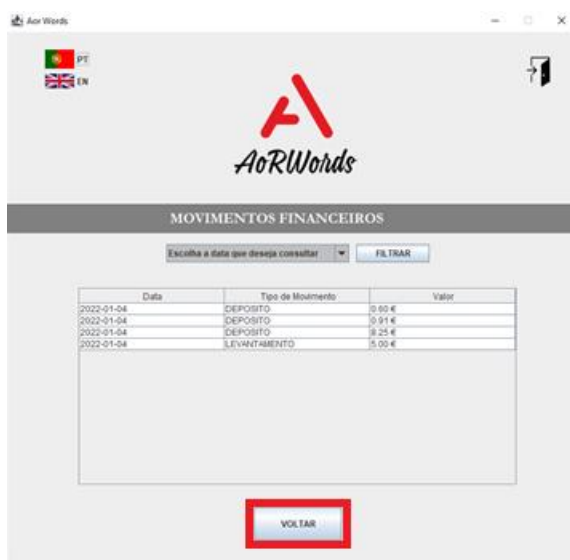 Aor Words
PT
EN
AoRWords
MOVIMENTOS FINANCEIROS
Escolha a data que deseja consultar FILTRAR
Data Tipo de Movimento Valor
2022-01-04 DEPOSITO 0.60 €
2022-01-04 DEPOSITO 0.91 €
2022-01-04 DEPOSITO 8.25 €
2022-01-04 LEVANTAMENTO 5.00 €
VOLTAR